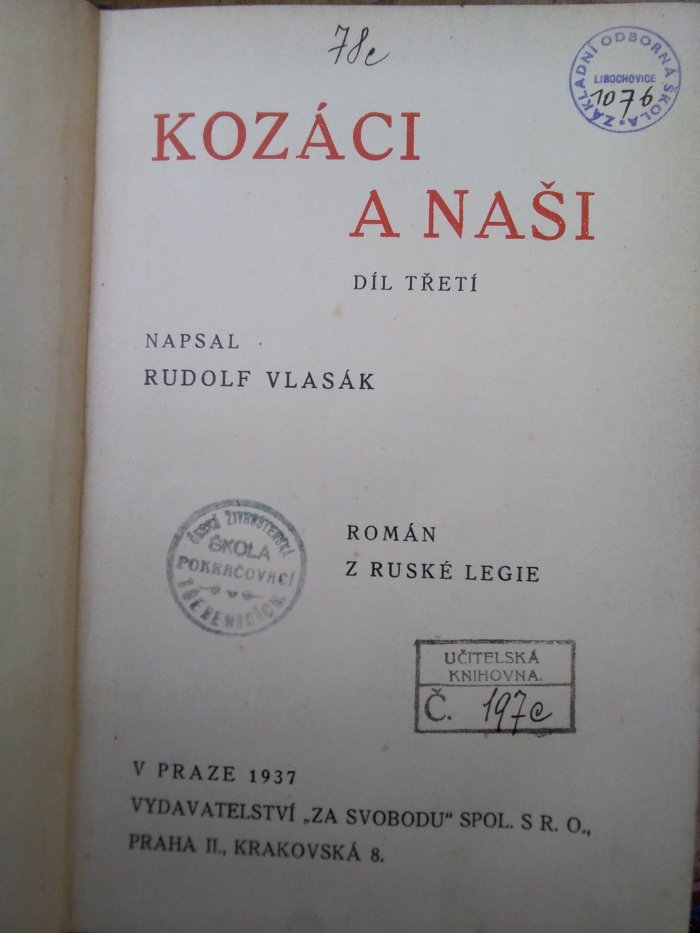 78c
ZÁKLADNÍ ODBORNÁ ŠKOLA
LIBOCHOVICE
1076
KOZÁCI
A NAŠI
DÍL TŘETÍ
NAPSAL
RUDOLF VLASÁK
ROMÁN
Z RUSKÉ LEGIE
ŠKOLA
POKRAČOVACÍ
UČITELSKÁ
KNIHOVNA.
Č. 197c
V PRAZE 1937
VYDAVATELSTVÍ „ZA SVOBODU" SPOL. S R. O.,
PRAHA II., KRAKOVSKÁ 8.